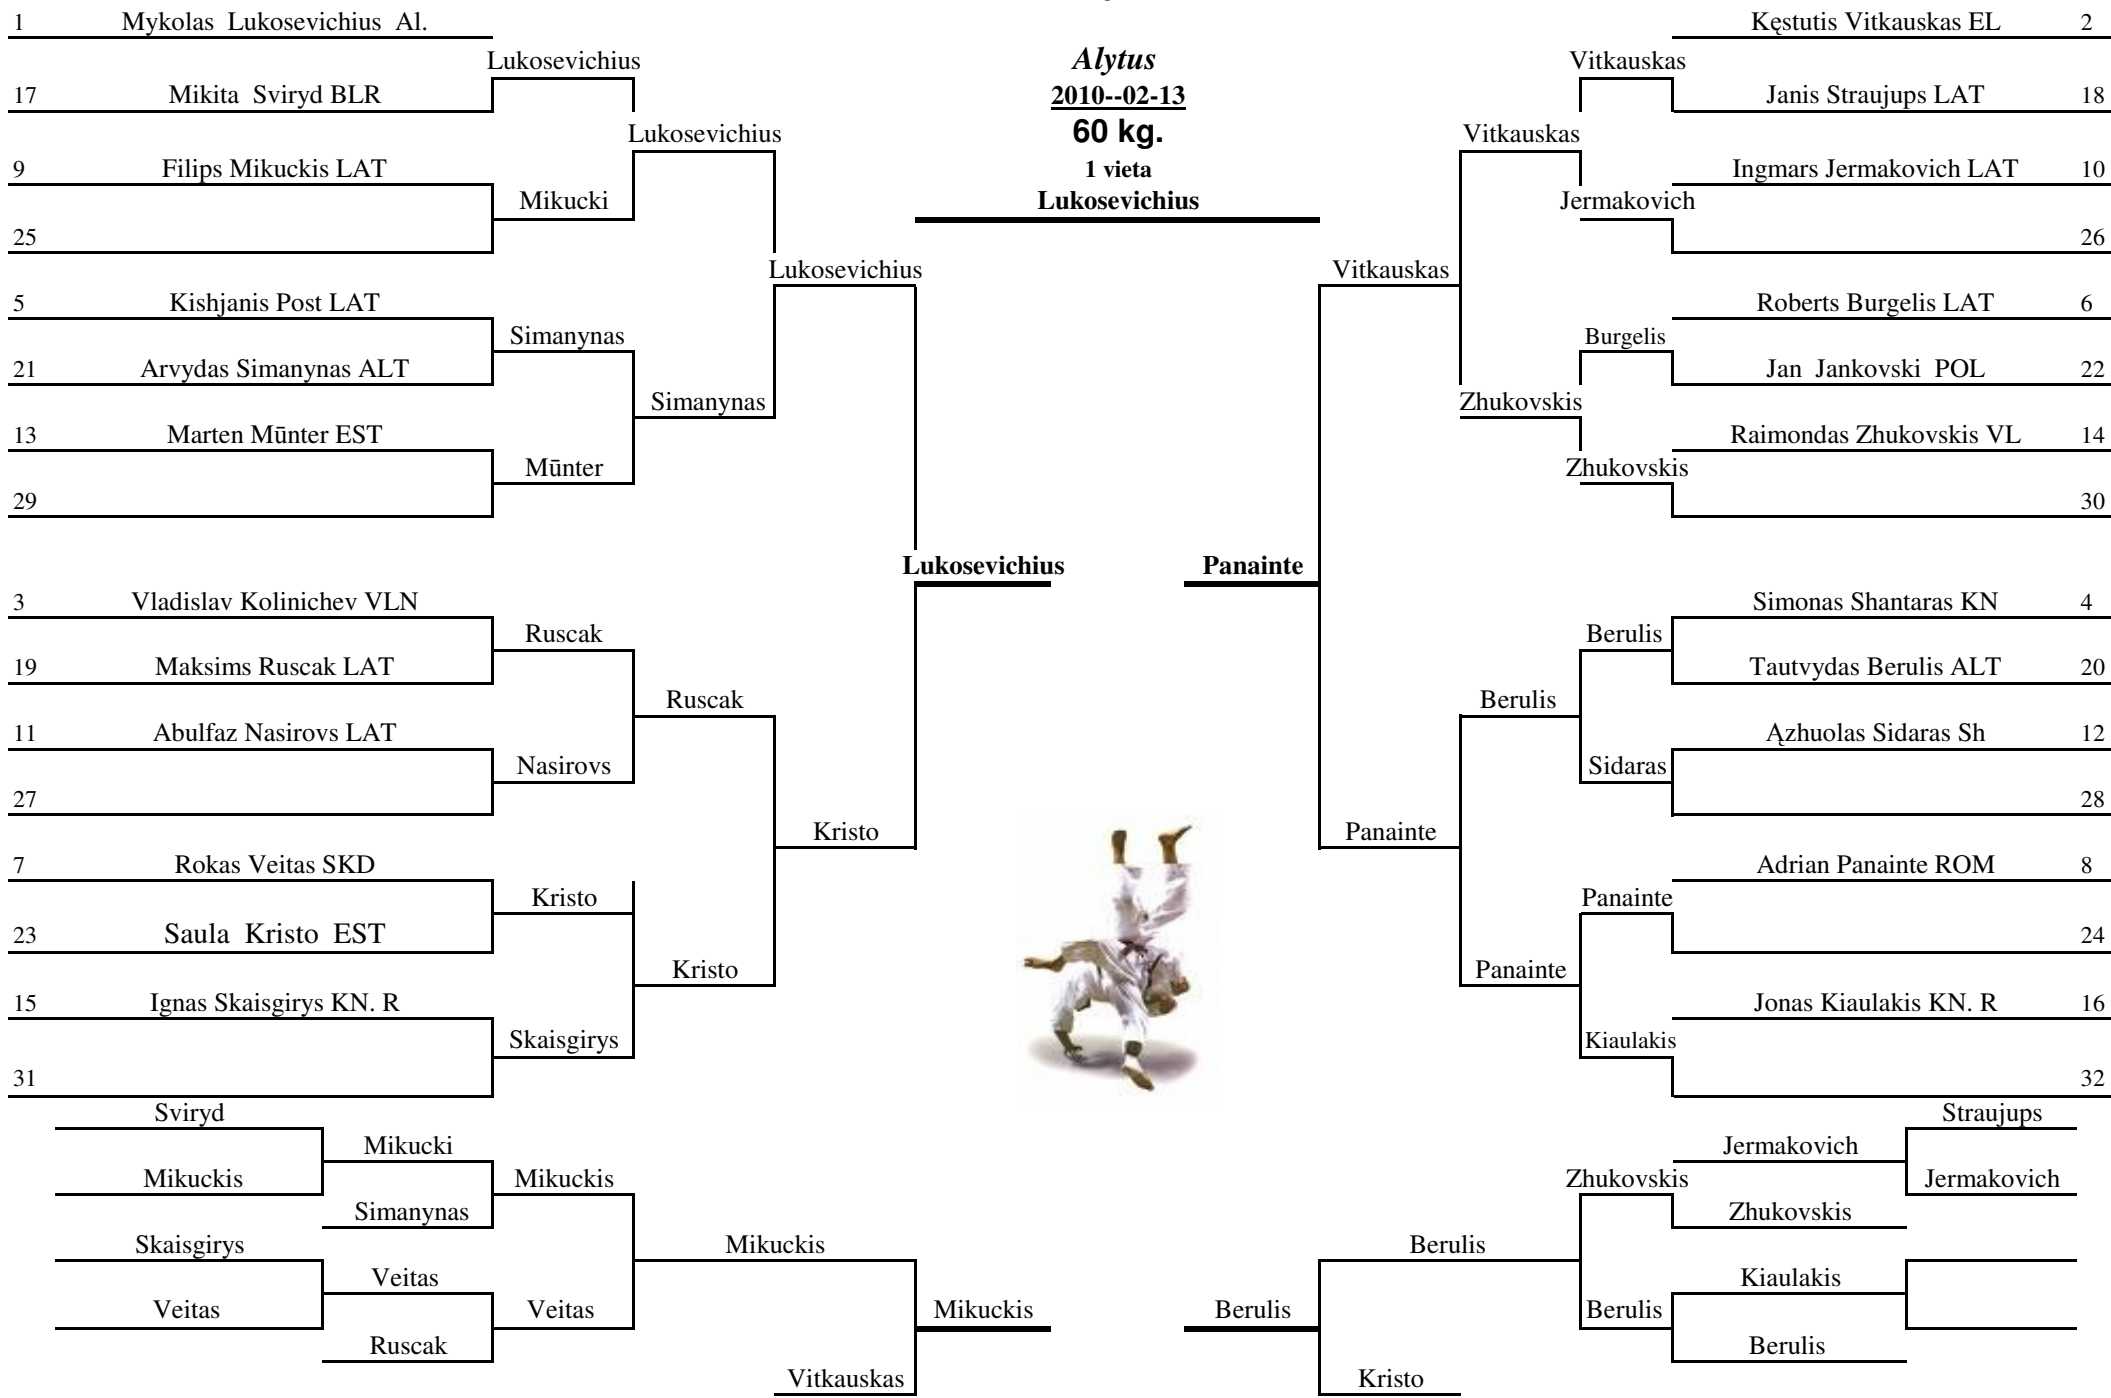 1 Mykolas Lukosevichius Al.
17 Mikita Sviryd BLR
9 Filips Mikuckis LAT
25
5 Kishjanis Post LAT
21 Arvydas Simanynas ALT
13 Marten Mūnter EST
29
3 Vladislav Kolinichev VLN
19 Maksims Ruscak LAT
11 Abulfaz Nasirovs LAT
27
7 Rokas Veitas SKD
23 Saula Kristo EST
15 Ignas Skaisgirys KN. R
31
Lukosevichius
Mikucki
Simanynas
Mūnter
Ruscak
Nasirovs
Kristo
Skaisgirys
Lukosevichius
Simanynas
Ruscak
Kristo
Lukosevichius
Kristo
Lukosevichius
Alytus
2010--02-13
60 kg.
1 vieta
Lukosevichius
Panainte
Vitkauskas
Panainte
Vitkauskas
Zhukovskis
Berulis
Panainte
Vitkauskas
Jermakovich
Burgelis
Zhukovskis
Berulis
Sidaras
Panainte
Kiaulakis
Kęstutis Vitkauskas EL 2
Janis Straujups LAT 18
Ingmars Jermakovich LAT 10
26
Roberts Burgelis LAT 6
Jan Jankovski POL 22
Raimondas Zhukovskis VL 14
30
Simonas Shantaras KN 4
Tautvydas Berulis ALT 20
Ązhuolas Sidaras Sh 12
28
Adrian Panainte ROM 8
24
Jonas Kiaulakis KN. R 16
32
Sviryd
Mikuckis
Skaisgirys
Veitas
Mikucki
Simanynas
Veitas
Ruscak
Mikuckis
Veitas
Mikuckis
Vitkauskas
Mikuckis
Berulis
Berulis
Kristo
Zhukovskis
Berulis
Jermakovich
Zhukovskis
Kiaulakis
Berulis
Straujups
Jermakovich